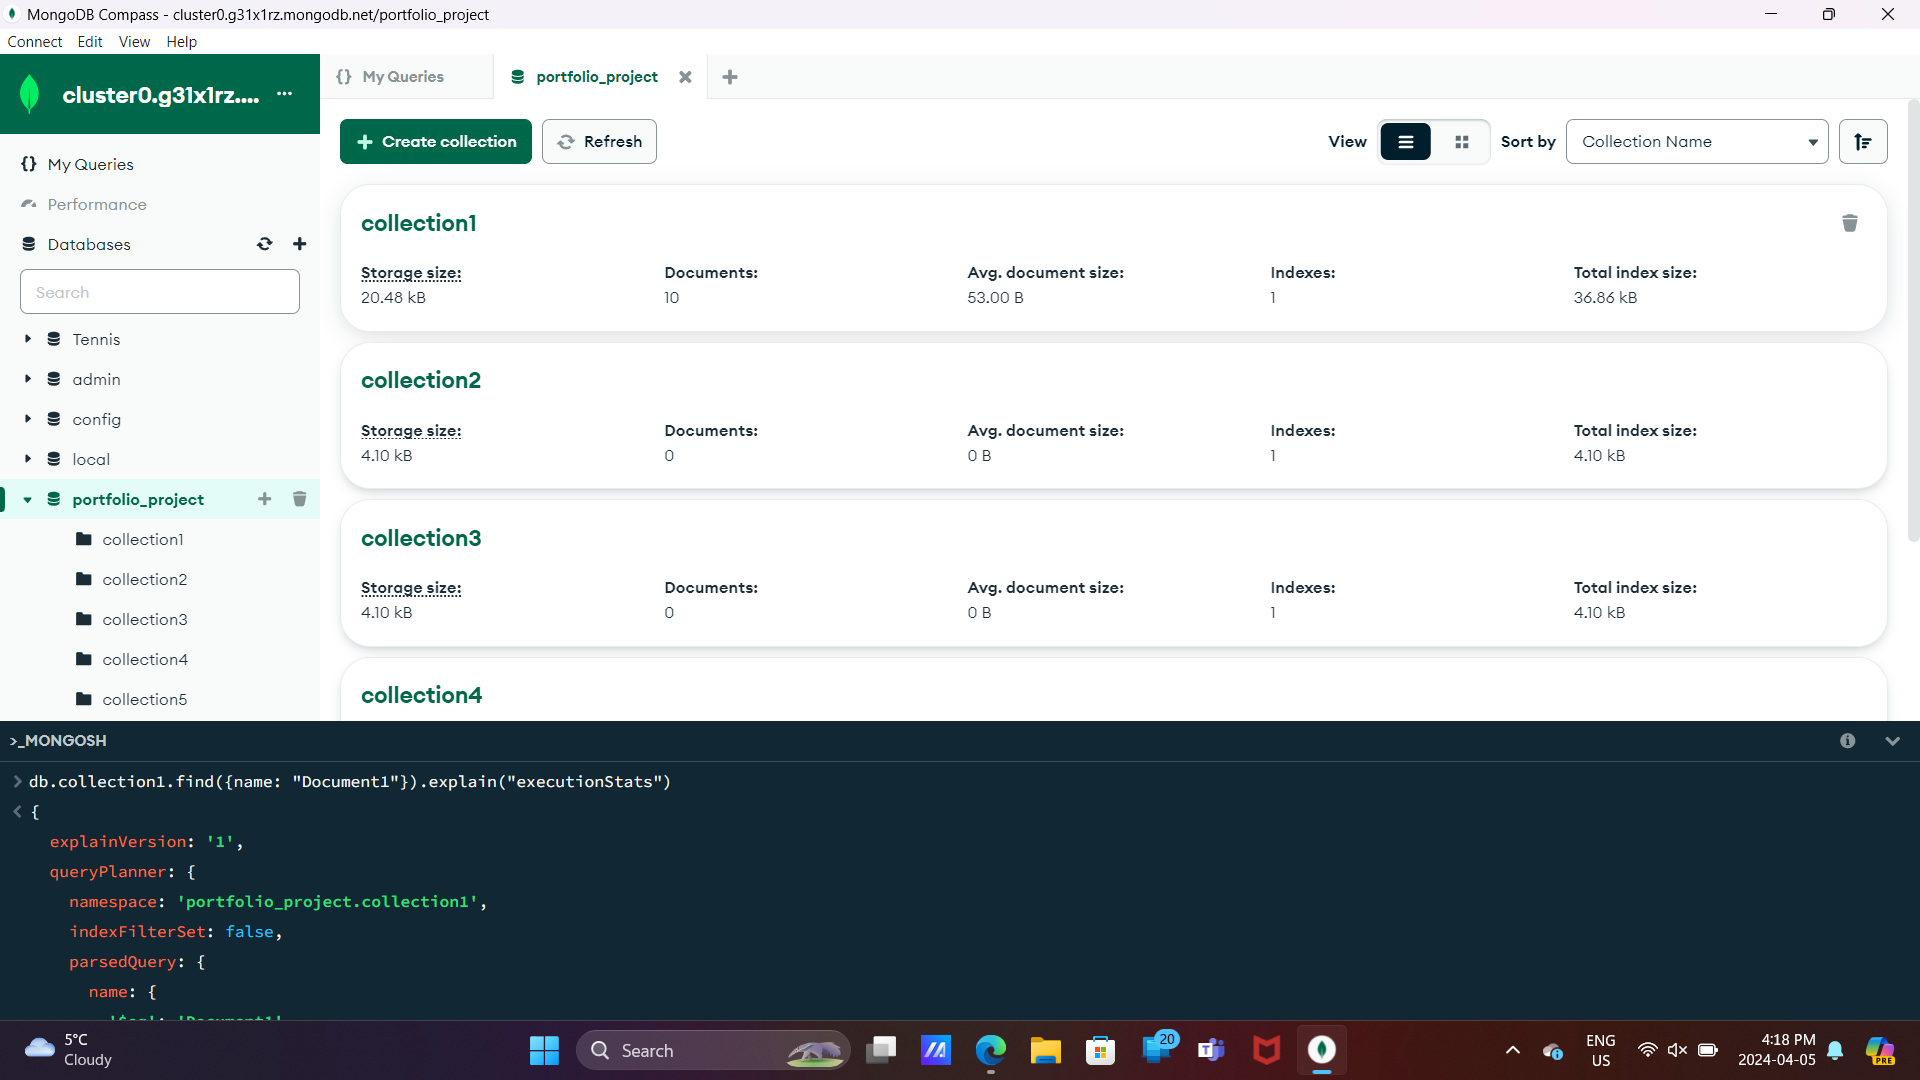 MongoDB Compass - cluster0.g31x1rz.mongodb.net/portfolio_project
Connect Edit View Help
cluster0.g31x1rz.... ...
{} My Queries
portfolio_project
My Queries
Performance
Databases
Search
Tennis
admin
config
local
portfolio_project
collection1
collection2
collection3
collection4
collection5
Create collection Refresh View Sort by Collection Name
collection1
Storage size: Documents: Avg. document size: Indexes: Total index size:
20.48 kB 10 53.00 B 1 36.86 kB
collection2
Storage size: Documents: Avg. document size: Indexes: Total index size:
4.10 kB 0 0 B 1 4.10 kB
collection3
Storage size: Documents: Avg. document size: Indexes: Total index size:
4.10 kB 0 0 B 1 4.10 kB
collection4
>_MONGOSH
> db.collection1.find({name: "Document1"}).explain("executionStats")
< {
explainVersion: '1',
queryPlanner: {
namespace: 'portfolio_project.collection1',
indexFilterSet: false,
parsedQuery: {
name: {
'$eq': 'Document1'
5°C
Cloudy
Search
20
ENG
US
4:18 PM
2024-04-05
PRE